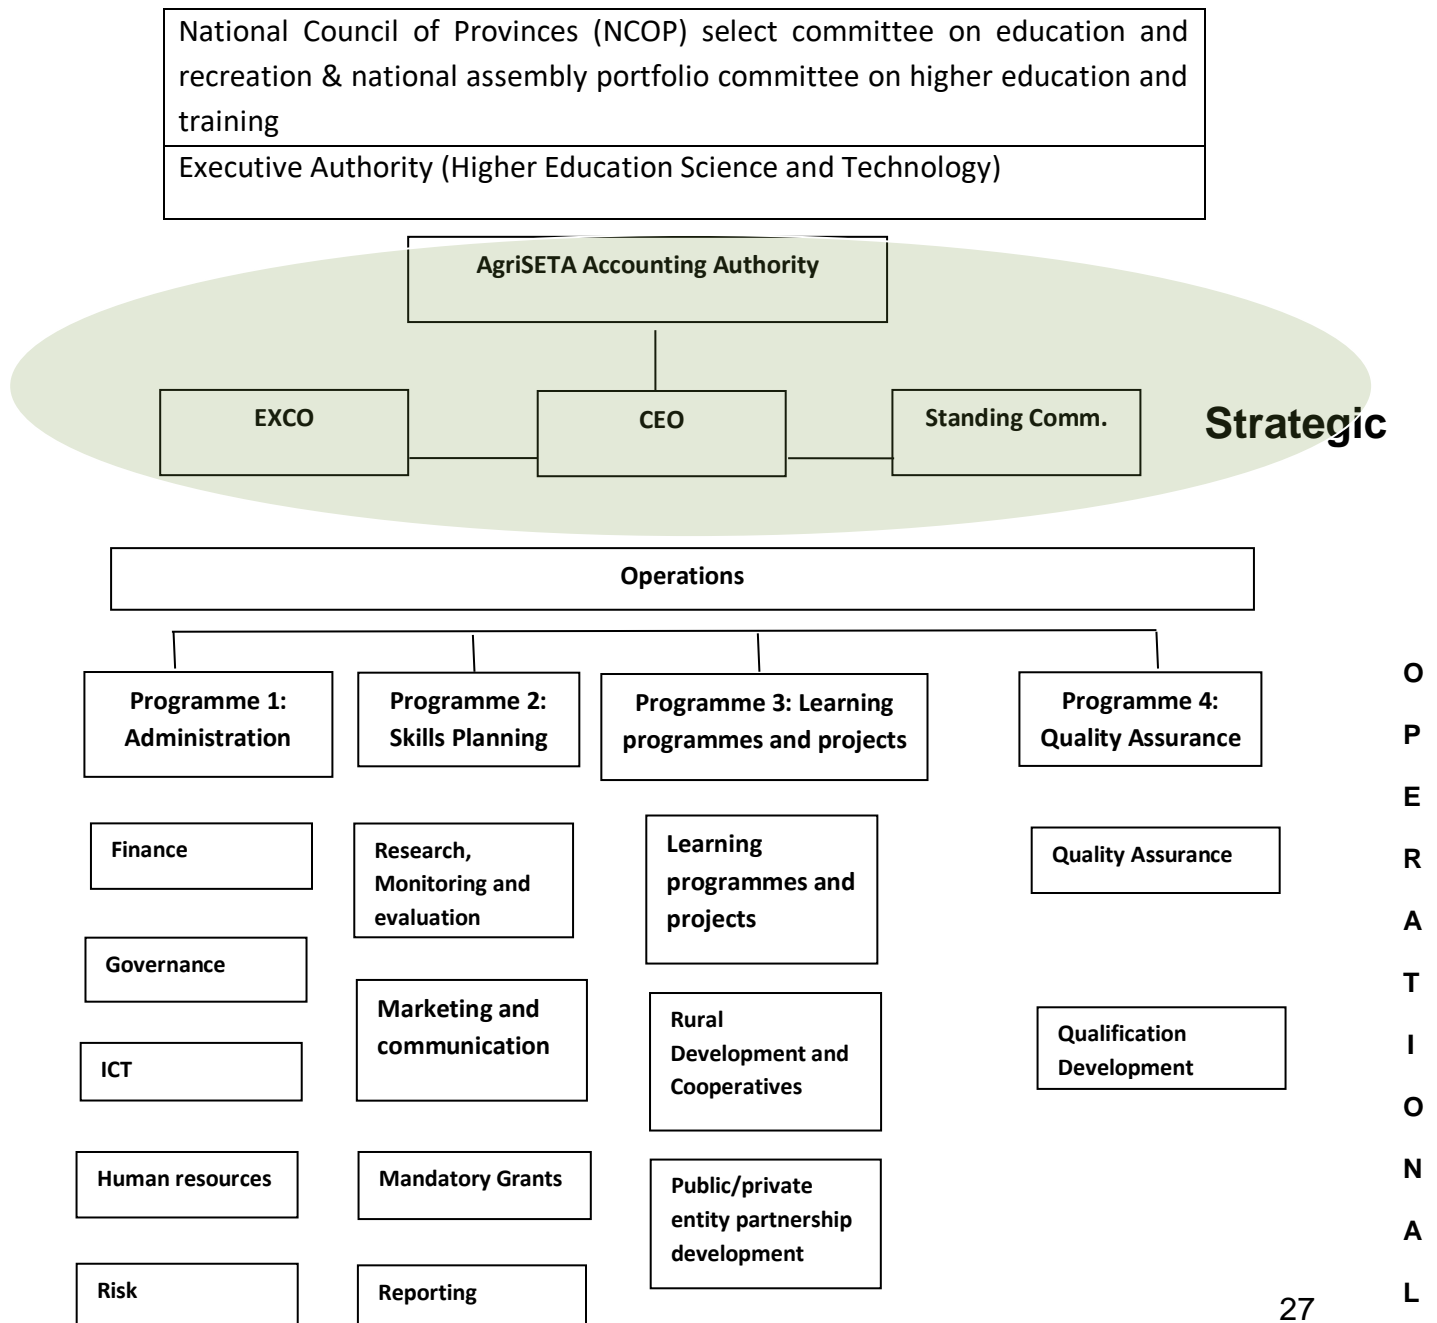 National Council of Provinces (NCOP) select committee on education and
recreation & national assembly portfolio committee on higher education and
training
Executive Authority (Higher Education Science and Technology)
AgriSETA Accounting Authority
EXCO
CEO
Standing Comm.
Strategic
Operations
Programme 1:
Administration
Programme 2:
Skills Planning
Programme 3: Learning
programmes and projects
Programme 4:
Quality Assurance
Finance
Governance
ICT
Human resources
Risk
Research,
Monitoring and
evaluation
Marketing and
communication
Mandatory Grants
Reporting
Learning
programmes and
projects
Rural
Development and
Cooperatives
Public/private
entity partnership
development
Quality Assurance
Qualification
Development
O
P
E
R
A
T
I
O
N
A
L
27